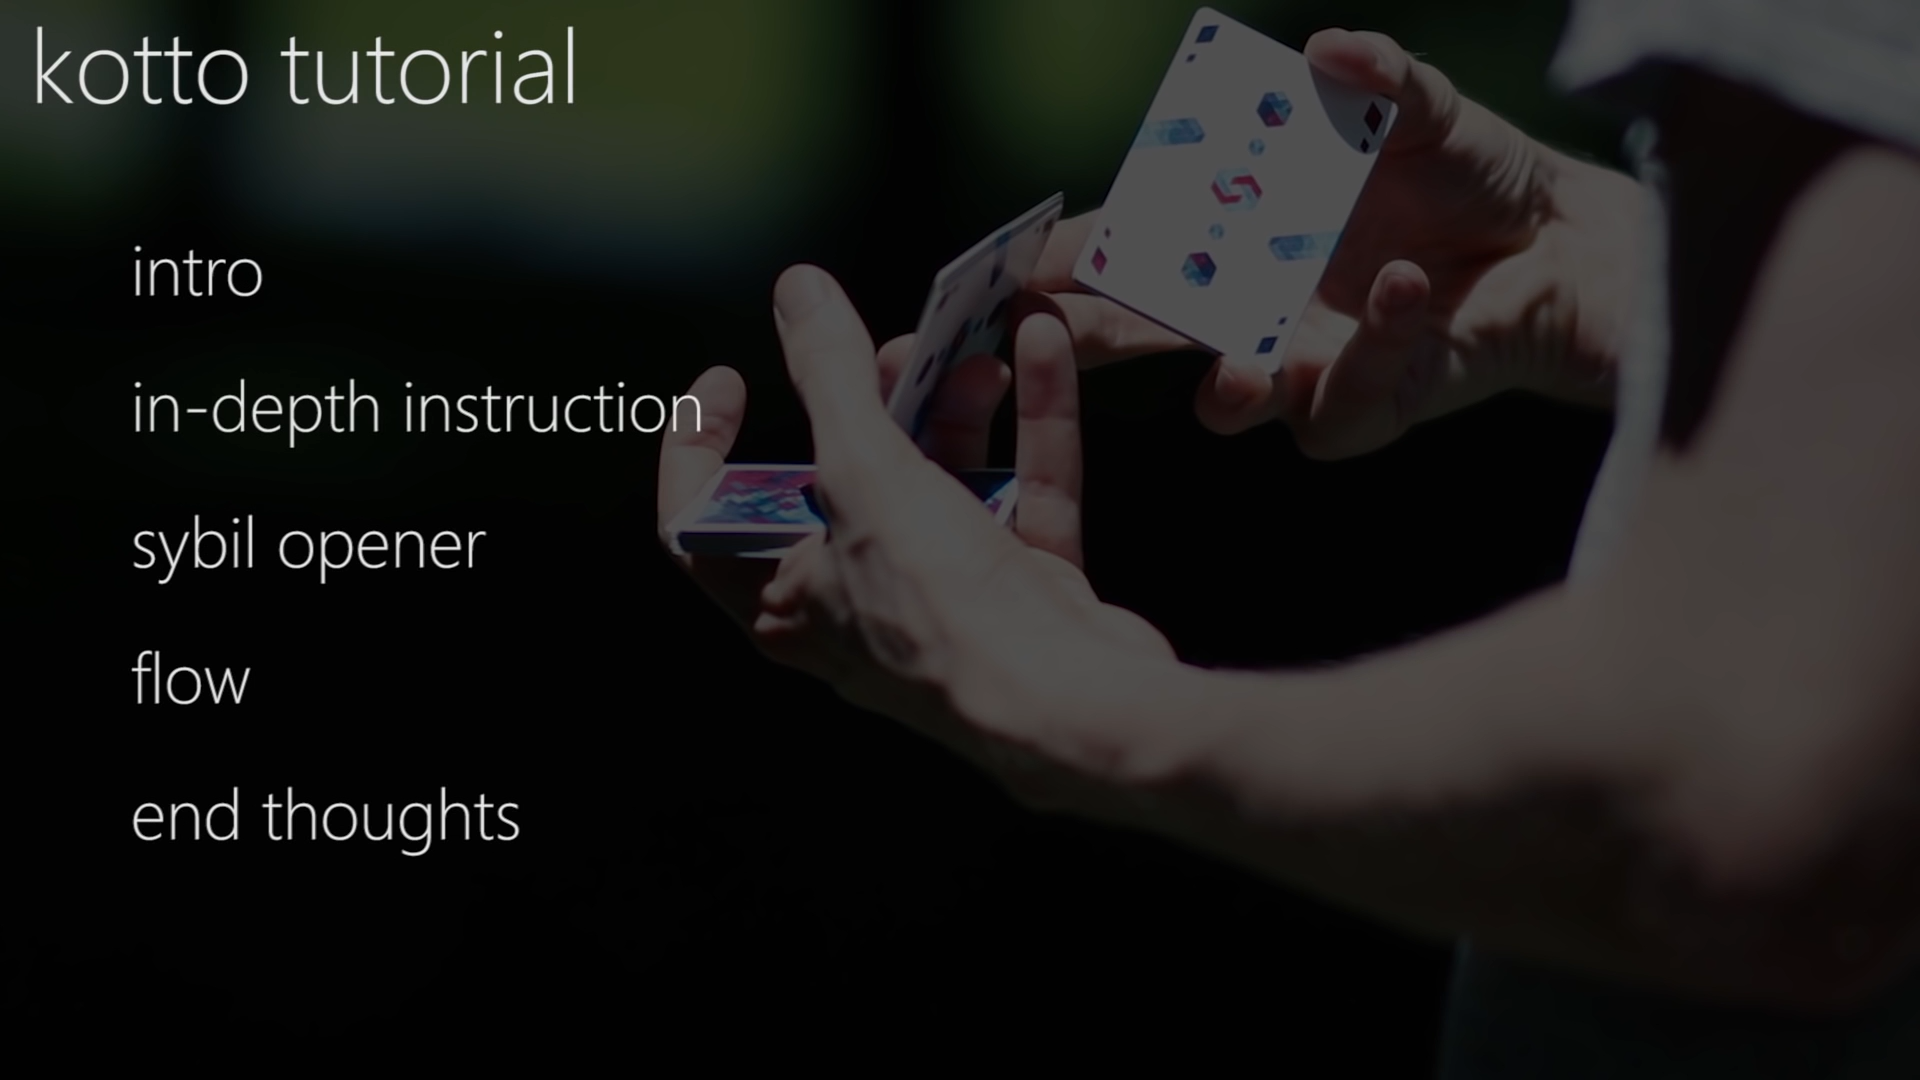 kotto tutorial
intro
in-depth instruction
sybil opener
flow
end thoughts